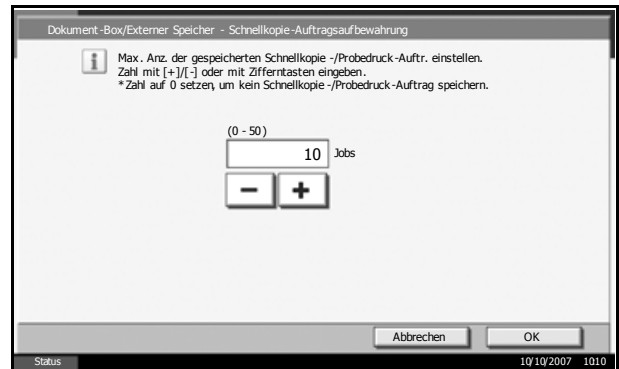 Dokument-Box/Externer Speicher - Schnellkopie-Auftragsaufbewahrung
Max. Anz. der gespeicherten Schnellkopie -/Probedruck-Auftr. einstellen.
Zahl mit [+]/[-] oder mit Zifferntasten eingeben.
*Zahl auf 0 setzen, um kein Schnellkopie -/Probedruck-Auftrag speichern.
(0 - 50)
10 Jobs
Abbrechen OK
Status 10/10/2007 1010